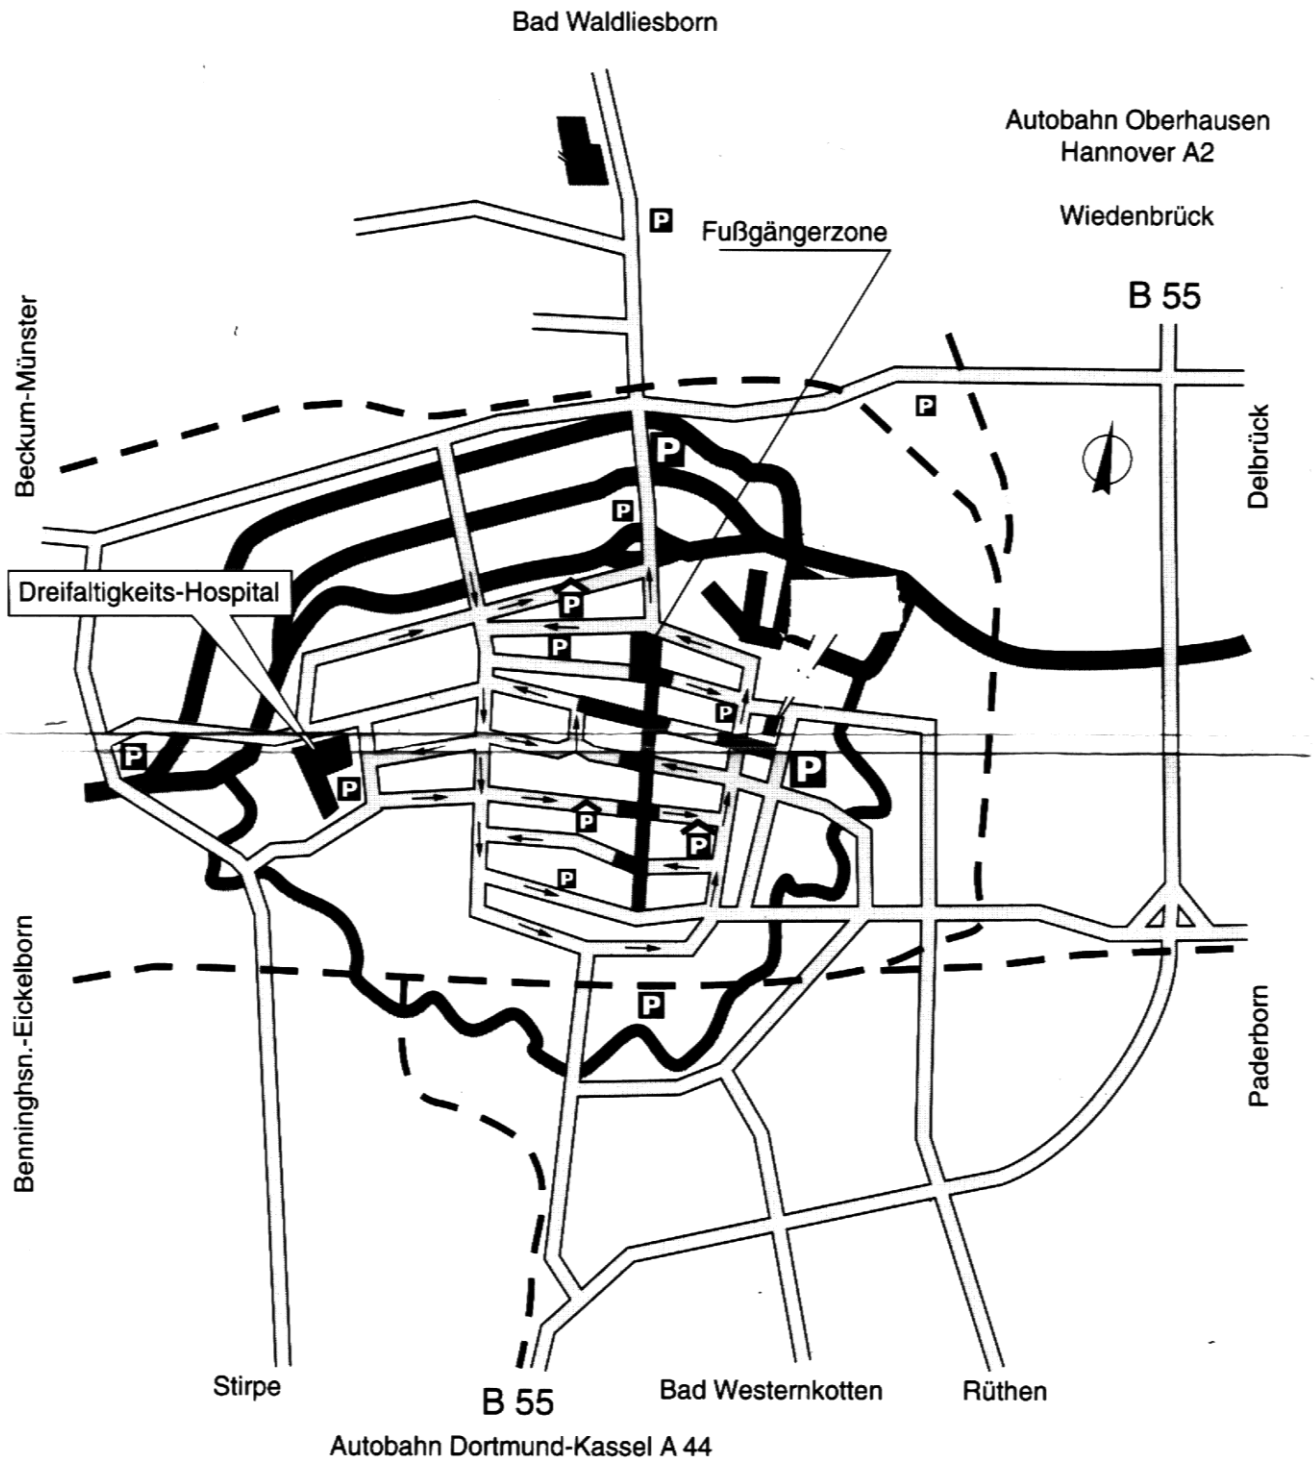 Bad Waldliesborn
Autobahn Oberhausen
Hannover A2
Wiedenbrück
Fußgängerzone
B 55
Beckum-Münster
P
P
Delbrück
P
P
Dreifaltigkeits-Hospital
P
P
P
P
P
P
P
P
P
Benninghsn.-Eickelborn
P
Paderborn
Stirpe
B 55
Bad Westernkotten
Rüthen
Autobahn Dortmund-Kassel A 44